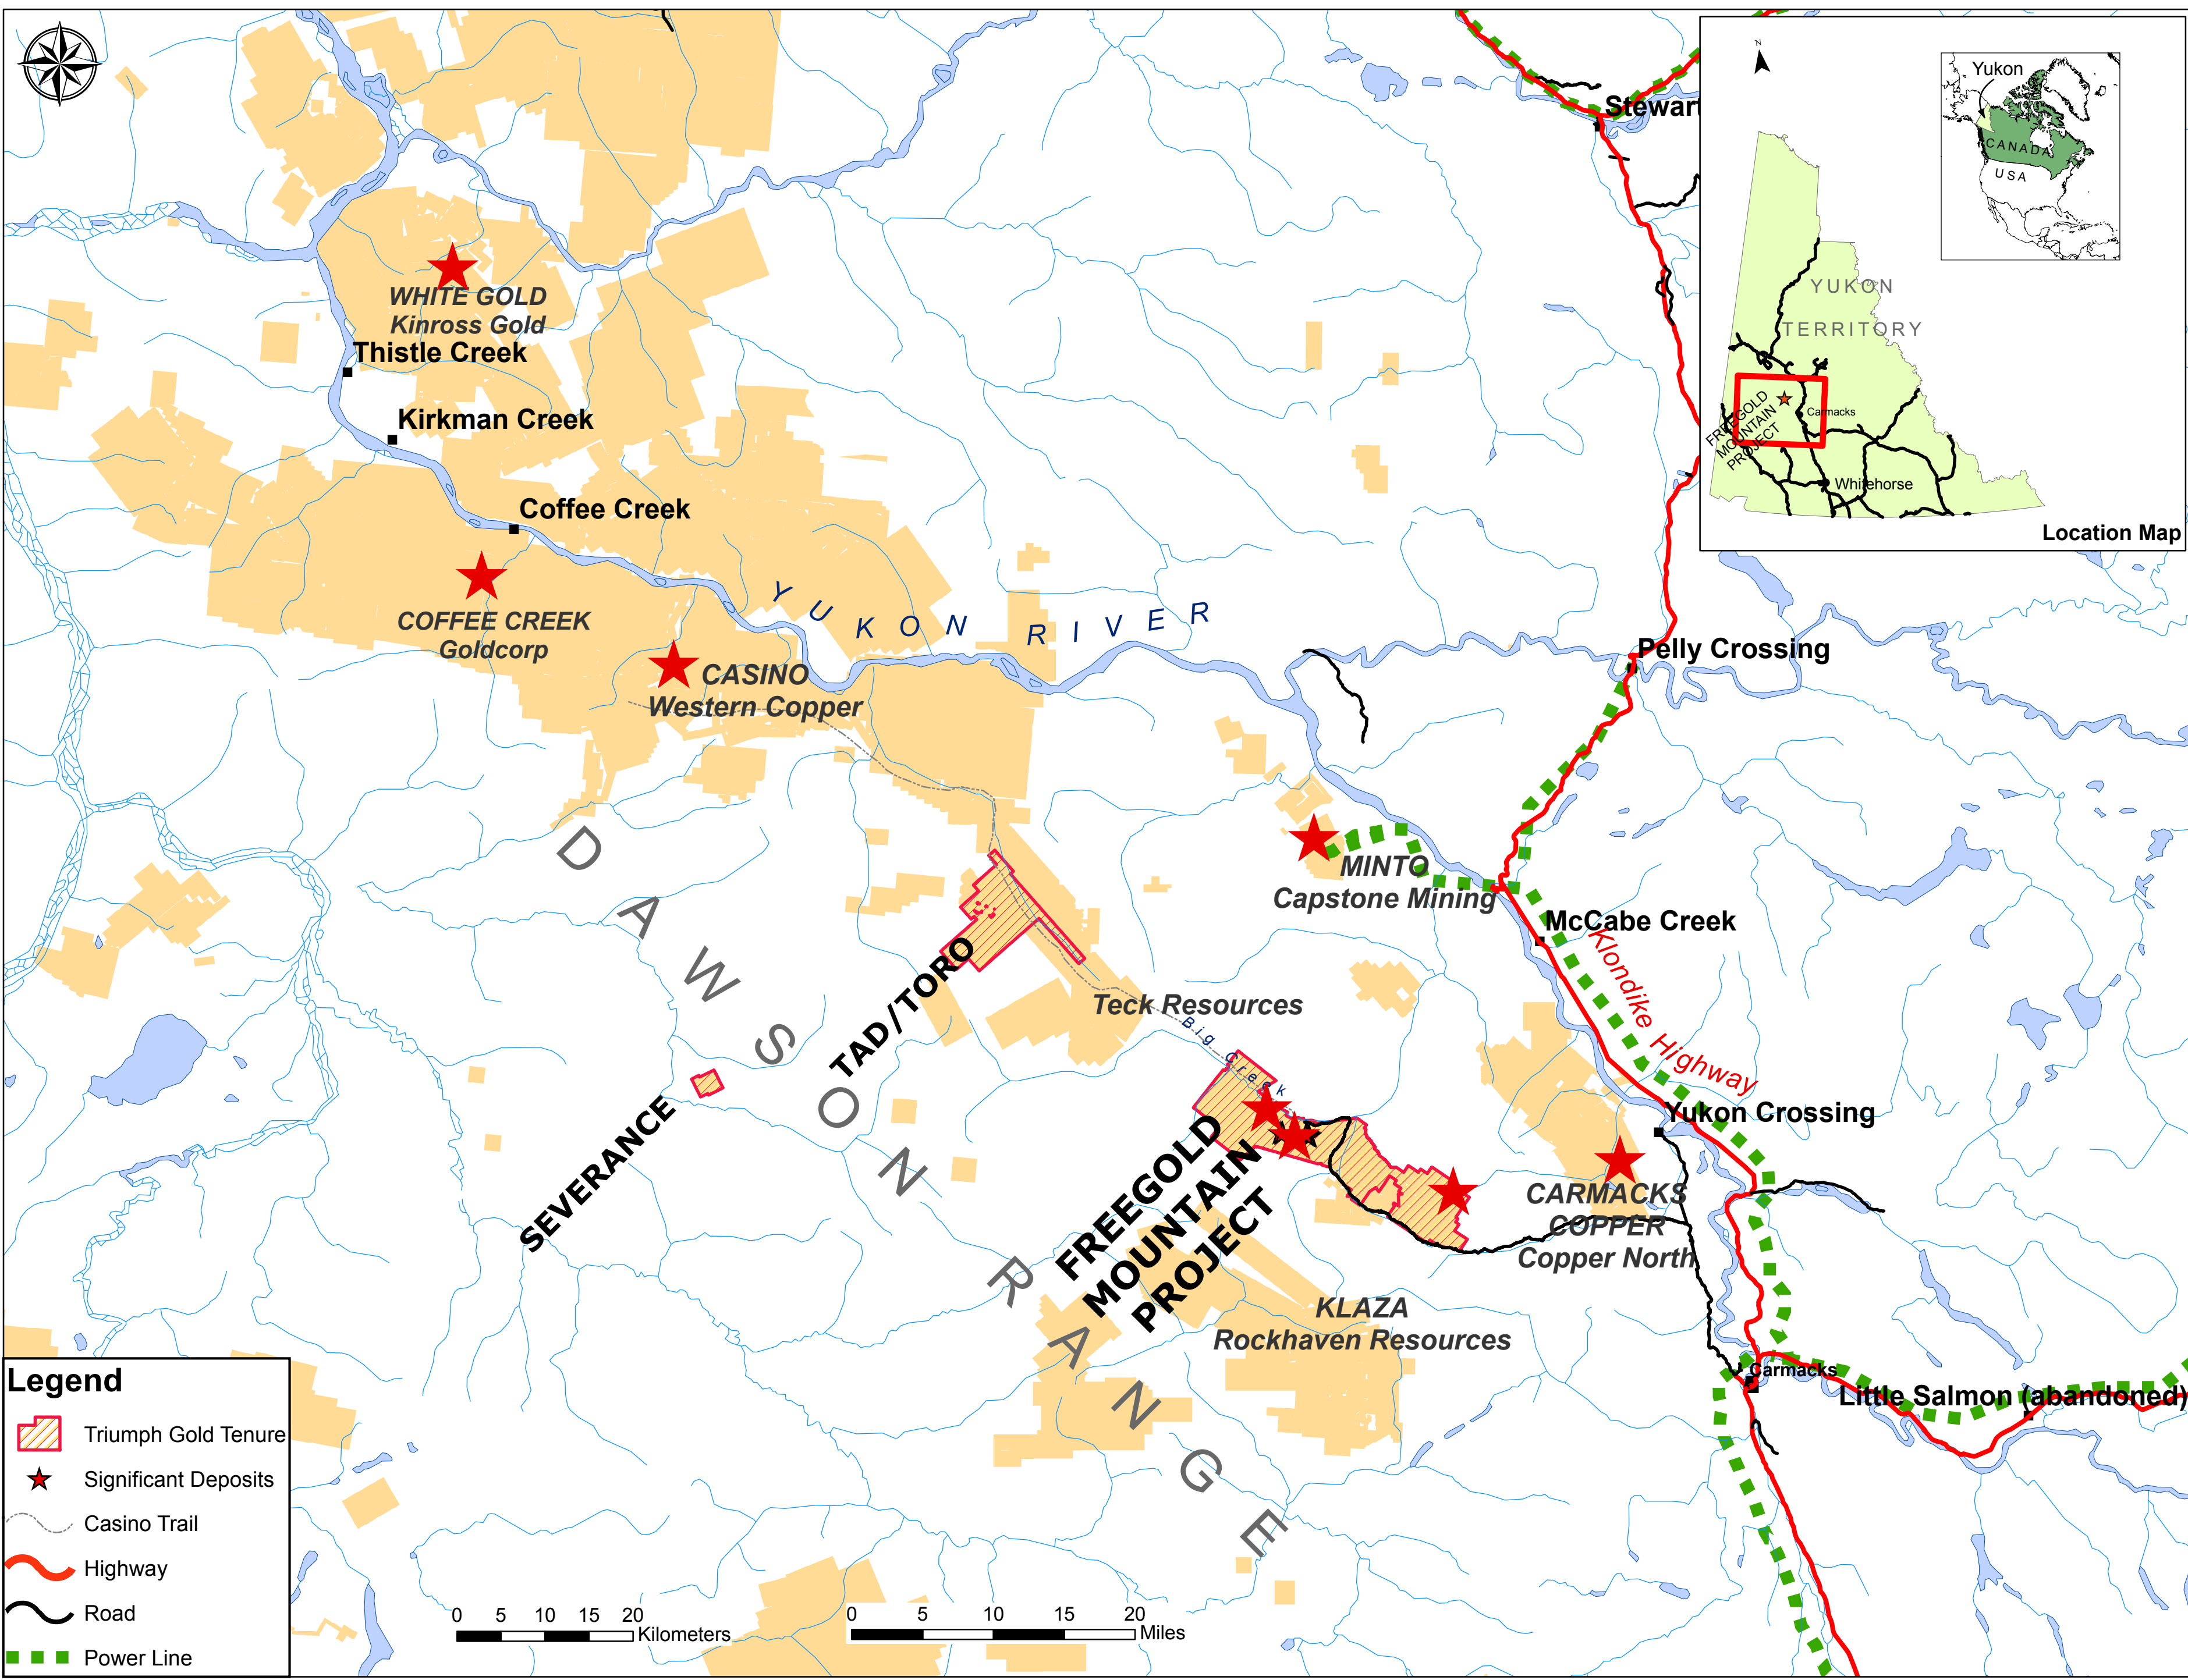 Stewart
N
Yukon
CANADA
USA
YUKON
TERRITORY
FREEGOLD
MOUNTAIN
PROJECT
Carmacks
Whitehorse
Location Map
WHITE GOLD
Kinross Gold
Thistle Creek
Kirkman Creek
Coffee Creek
COFFEE CREEK
Goldcorp
YUKON RIVER
CASINO
Western Copper
Pelly Crossing
MINTO
Capstone Mining
McCabe Creek
Klondike Highway
DAWSON RANGE
TAD/TORO
Teck Resources
Big Creek
SEVERANCE
Yukon Crossing
FREEGOLD
MOUNTAIN
PROJECT
CARMACKS
COPPER
Copper North
KLAZA
Rockhaven Resources
Carmacks
Little Salmon (abandoned)
Legend
Triumph Gold Tenure
Significant Deposits
Casino Trail
Highway
Road
Power Line
0 5 10 15 20
Kilometers
0 5 10 15 20
Miles